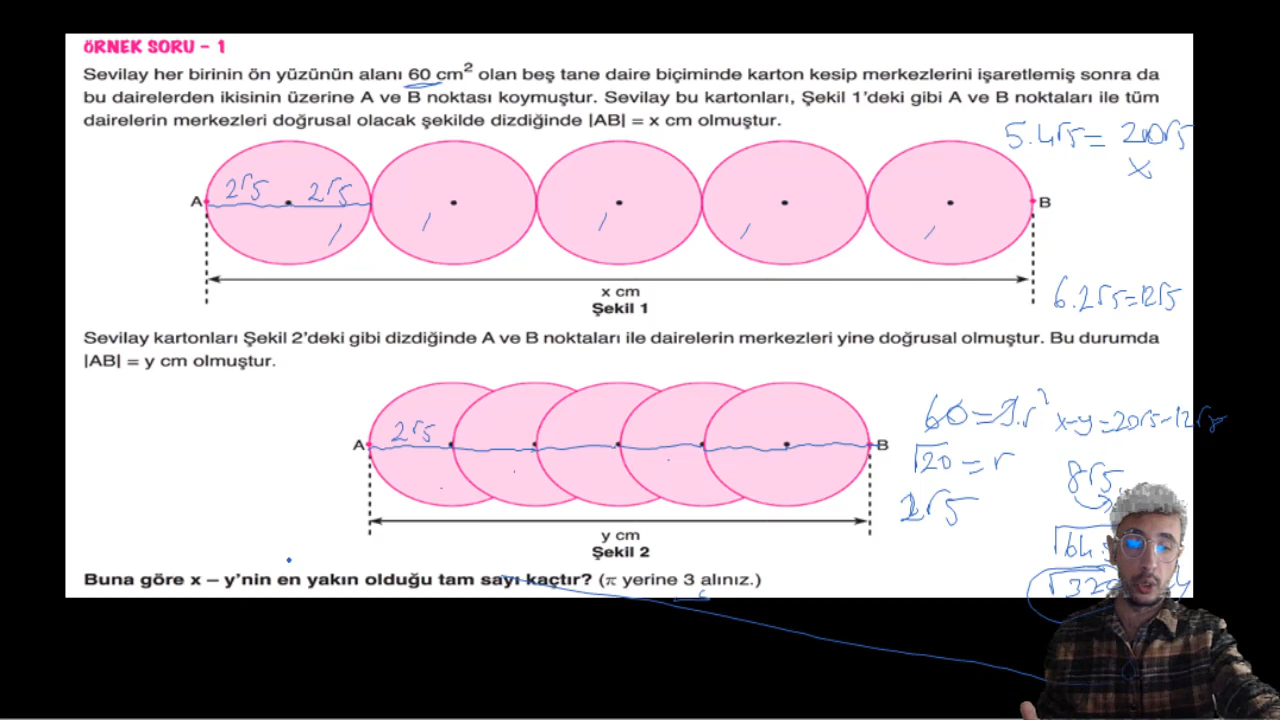 ÖRNEK SORU – 1
Sevilay her birinin ön yüzünün alanı 60 cm² olan beş tane daire biçiminde karton kesip merkezlerini işaretlemiş sonra da
bu dairelerden ikisinin üzerine A ve B noktası koymuştur. Sevilay bu kartonları, Şekil 1'deki gibi A ve B noktaları ile tüm
dairelerin merkezleri doğrusal olacak şekilde dizdiğinde |AB| = x cm olmuştur.
5.4√5 = 20√5
x
2√5 2√5
A B
x cm
Şekil 1
6.2√5=12√5
Sevilay kartonları Şekil 2'deki gibi dizdiğinde A ve B noktaları ile dairelerin merkezleri yine doğrusal olmuştur. Bu durumda
|AB| = y cm olmuştur.
60=3.r² x-y=20√5-12√5
2√5
A B
√20 = r
8√5
2√5
y cm
Şekil 2
Buna göre x – y'nin en yakın olduğu tam sayı kaçtır? (π yerine 3 alınız.)